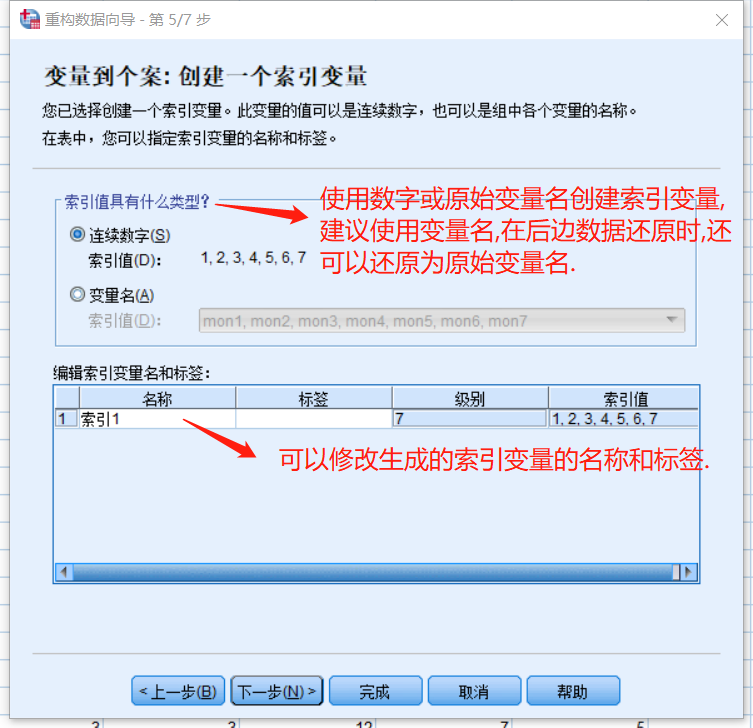 重构数据向导 - 第 5/7 步
变量到个案: 创建一个索引变量
您已选择创建一个索引变量。此变量的值可以是连续数字，也可以是组中各个变量的名称。
在表中，您可以指定索引变量的名称和标签。
索引值具有什么类型?
使用数字或原始变量名创建索引变量,
建议使用变量名,在后边数据还原时,还
可以还原为原始变量名.
连续数字(S)
索引值(D): 1, 2, 3, 4, 5, 6, 7
变量名(A)
索引值(D): mon1, mon2, mon3, mon4, mon5, mon6, mon7
编辑索引变量名和标签:
名称 标签 级别 索引值
1 索引1 7 1, 2, 3, 4, 5, 6, 7
可以修改生成的索引变量的名称和标签.
< 上一步(B) 下一步(N) > 完成 取消 帮助